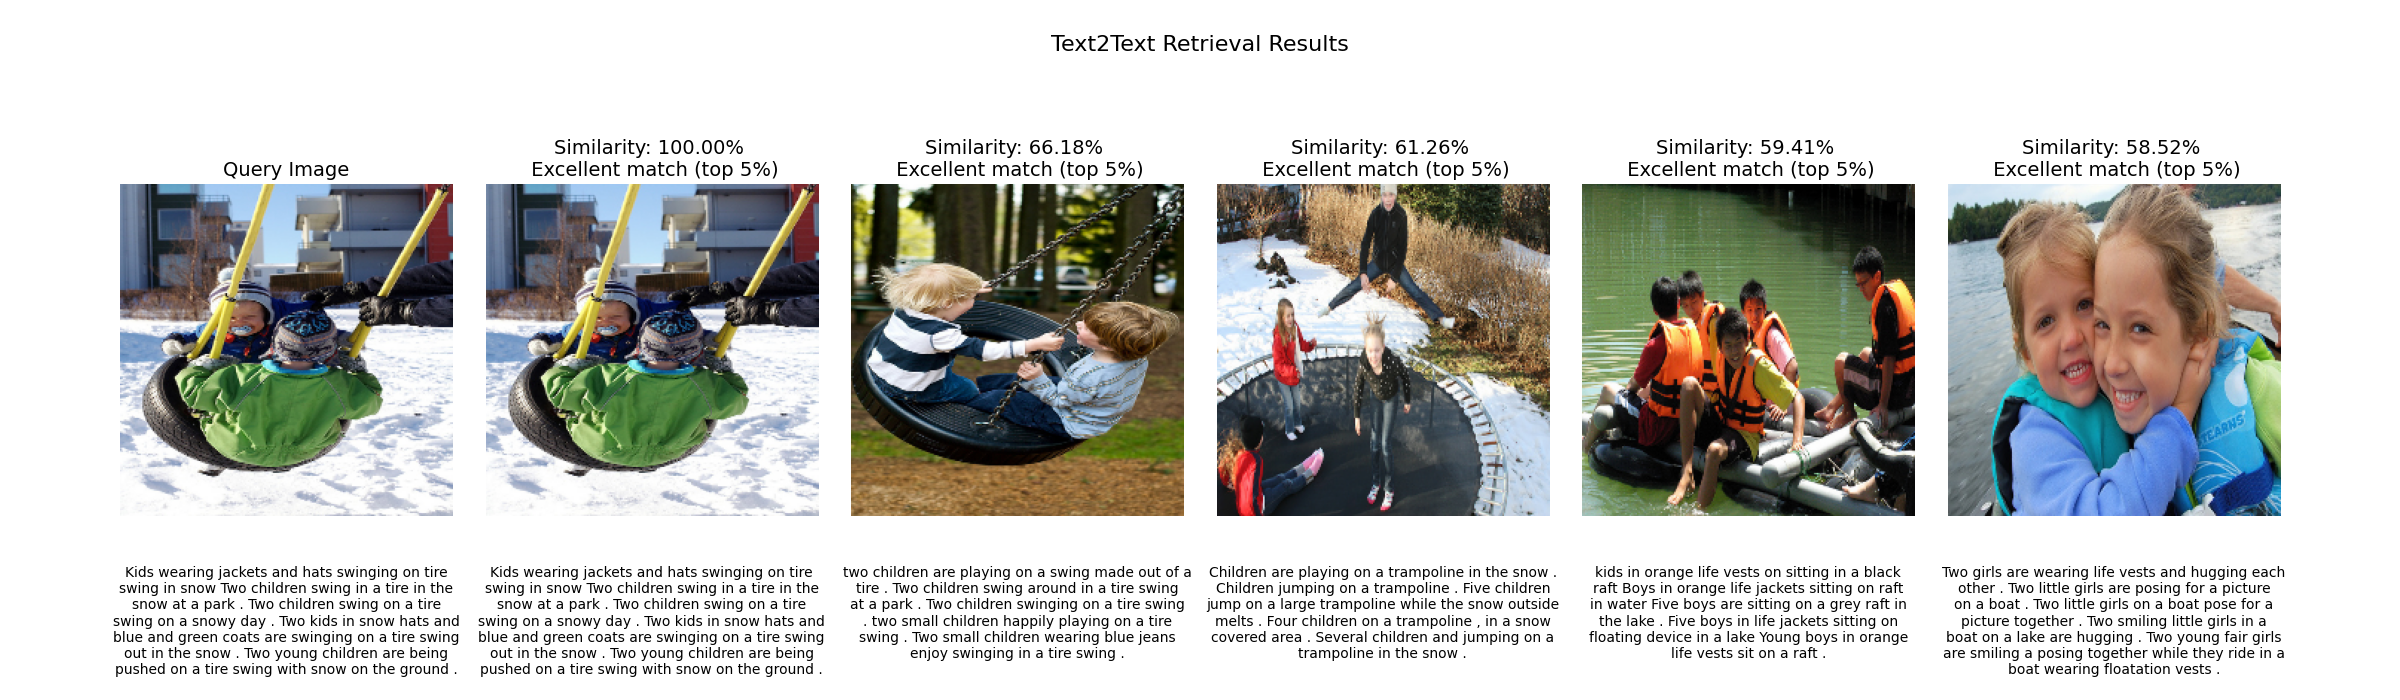 Text2Text Retrieval Results
Query Image
Similarity: 100.00%
Excellent match (top 5%)
Similarity: 66.18%
Excellent match (top 5%)
Similarity: 61.26%
Excellent match (top 5%)
Similarity: 59.41%
Excellent match (top 5%)
Similarity: 58.52%
Excellent match (top 5%)
Kids wearing jackets and hats swinging on tire
swing in snow Two children swing in a tire in the
snow at a park . Two children swing on a tire
swing on a snowy day . Two kids in snow hats and
blue and green coats are swinging on a tire swing
out in the snow . Two young children are being
pushed on a tire swing with snow on the ground .
Kids wearing jackets and hats swinging on tire
swing in snow Two children swing in a tire in the
snow at a park . Two children swing on a tire
swing on a snowy day . Two kids in snow hats and
blue and green coats are swinging on a tire swing
out in the snow . Two young children are being
pushed on a tire swing with snow on the ground .
two children are playing on a swing made out of a
tire . Two children swing around in a tire swing
at a park . Two children swinging on a tire swing
. two small children happily playing on a tire
swing . Two small children wearing blue jeans
enjoy swinging in a tire swing .
Children are playing on a trampoline in the snow .
Children jumping on a trampoline . Five children
jump on a large trampoline while the snow outside
melts . Four children on a trampoline , in a snow
covered area . Several children and jumping on a
trampoline in the snow .
kids in orange life vests on sitting in a black
raft Boys in orange life jackets sitting on raft
in water Five boys are sitting on a grey raft in
the lake . Five boys in life jackets sitting on
floating device in a lake Young boys in orange
life vests sit on a raft .
Two girls are wearing life vests and hugging each
other . Two little girls are posing for a picture
on a boat . Two little girls on a boat pose for a
picture together . Two smiling little girls in a
boat on a lake are hugging . Two young fair girls
are smiling a posing together while they ride in a
boat wearing floatation vests .